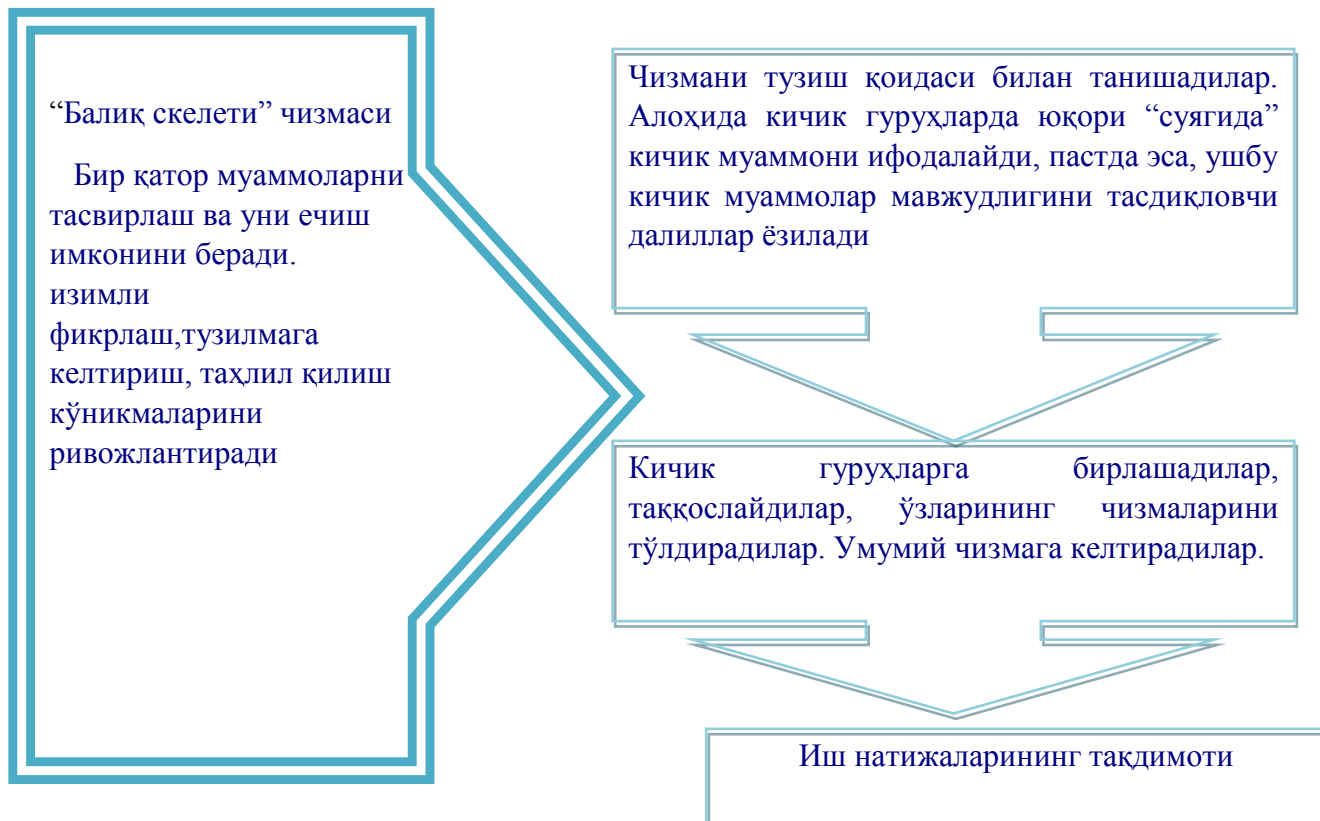 “Балиқ скелети” чизмаси
Бир қатор муаммоларни
тасвирлаш ва уни ечиш
имконини беради.
изимли
фикрлаш,тузилмага
келтириш, таҳлил қилиш
кўникмаларини
ривожлантиради
Чизмани тузиш қоидаси билан танишадилар.
Алоҳида кичик гуруҳларда юқори “суягида”
кичик муаммони ифодалайди, пастда эса, ушбу
кичик муаммолар мавжудлигини тасдиқловчи
далиллар ёзилади
Кичик гуруҳларга бирлашадилар,
таққослайдилар, ўзларининг чизмаларини
тўлдирадилар. Умумий чизмага келтирадилар.
Иш натижаларининг тақдимоти